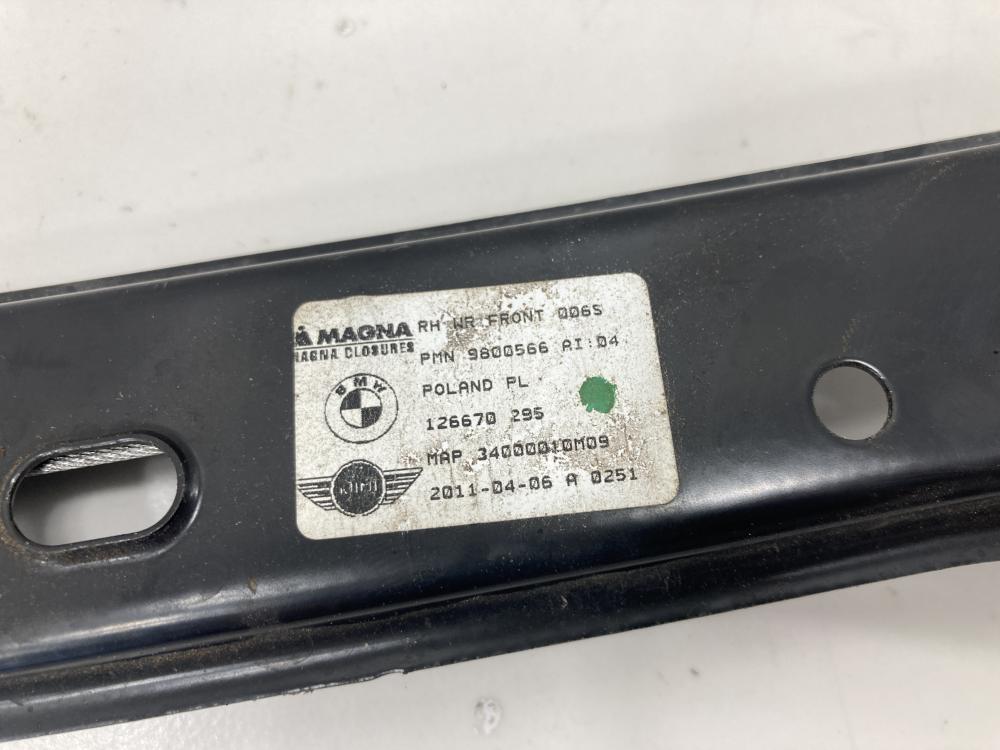 MAGNA
MAGNA CLOSURES
RH WR FRONT 0065
PMN 9800566 AI:04
BMW
POLAND PL
126670 295
MAP 34000010M09
MINI
2011-04-06 A 0251